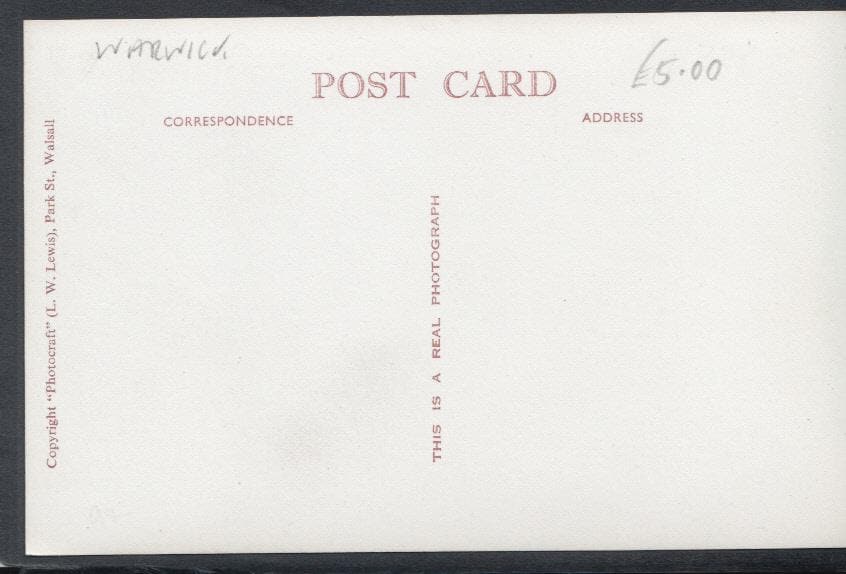 WARWICK.
£5.00
POST CARD
CORRESPONDENCE
ADDRESS
Copyright "Photocraft" (L. W. Lewis), Park St., Walsall
THIS IS A REAL PHOTOGRAPH